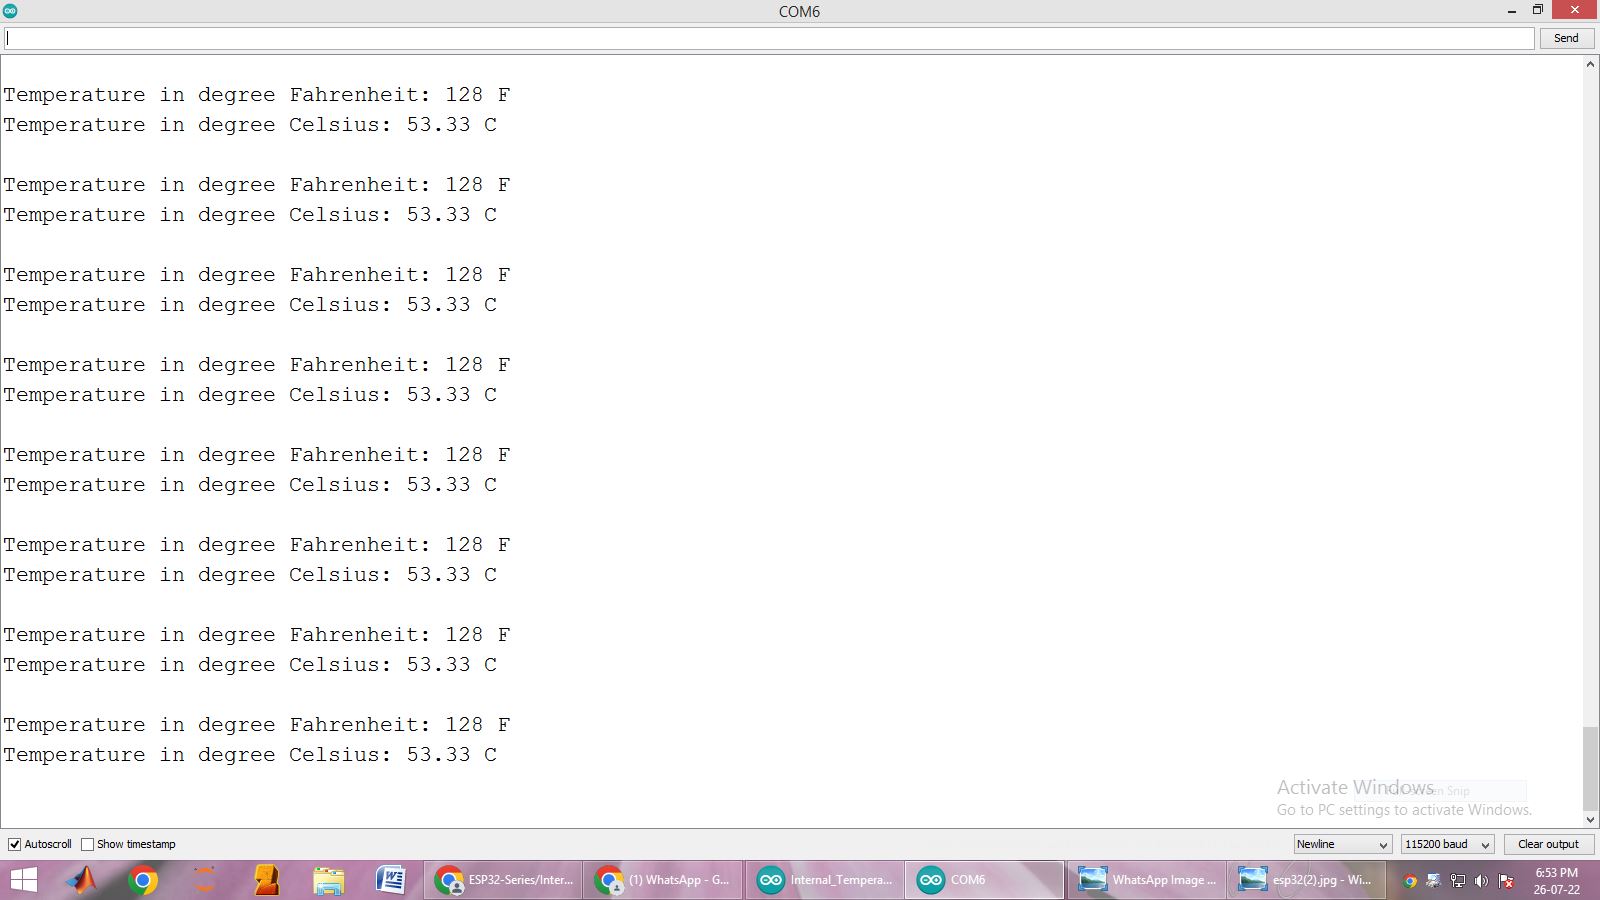 COM6
Send
Temperature in degree Fahrenheit: 128 F
Temperature in degree Celsius: 53.33 C
Temperature in degree Fahrenheit: 128 F
Temperature in degree Celsius: 53.33 C
Temperature in degree Fahrenheit: 128 F
Temperature in degree Celsius: 53.33 C
Temperature in degree Fahrenheit: 128 F
Temperature in degree Celsius: 53.33 C
Temperature in degree Fahrenheit: 128 F
Temperature in degree Celsius: 53.33 C
Temperature in degree Fahrenheit: 128 F
Temperature in degree Celsius: 53.33 C
Temperature in degree Fahrenheit: 128 F
Temperature in degree Celsius: 53.33 C
Temperature in degree Fahrenheit: 128 F
Temperature in degree Celsius: 53.33 C
Activate Windows
Snip
Go to PC settings to activate Windows.
Autoscroll Show timestamp Newline 115200 baud Clear output
ESP32-Series/Inter... (1) WhatsApp - G... Internal_Tempera... COM6 WhatsApp Image ... esp32(2).jpg - Wi... 6:53 PM
26-07-22